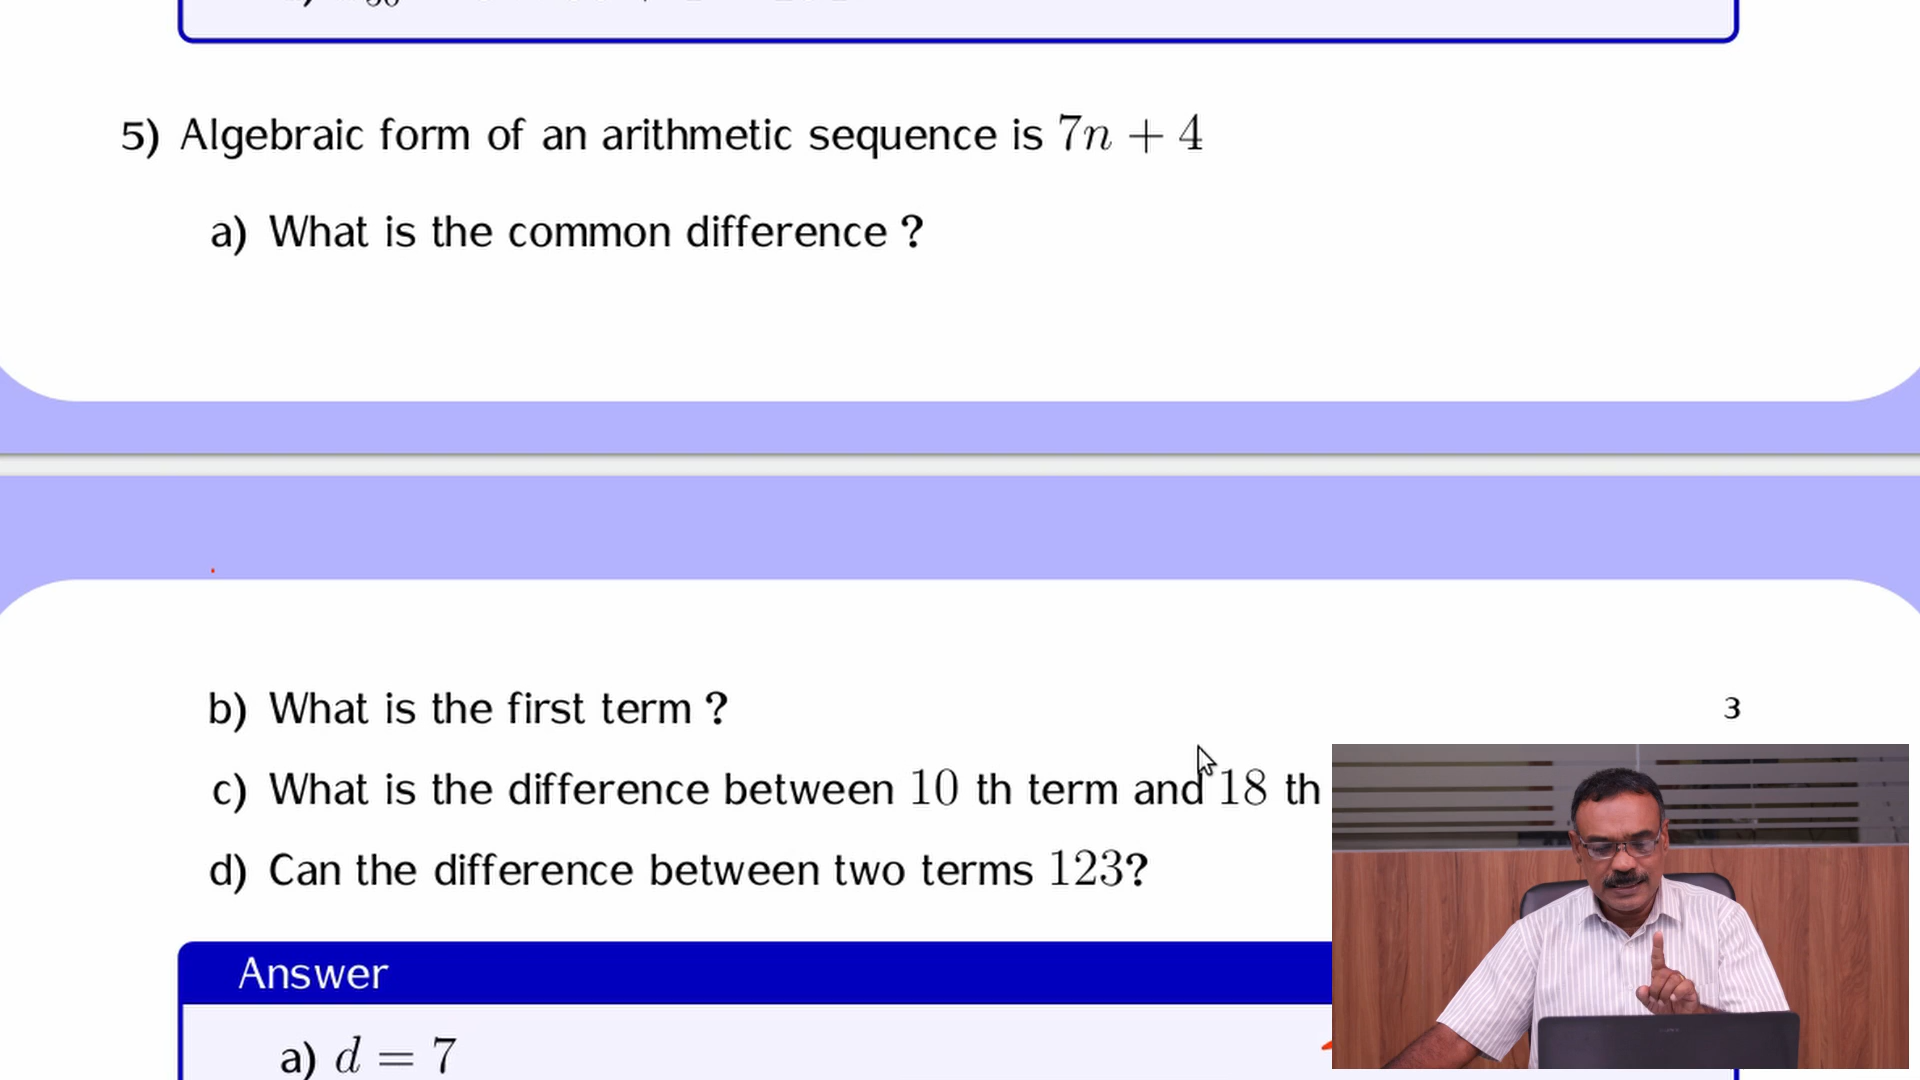 5) Algebraic form of an arithmetic sequence is 7n + 4
a) What is the common difference ?
b) What is the first term ?
3
c) What is the difference between 10 th term and 18 th
d) Can the difference between two terms 123?
Answer
a) d = 7